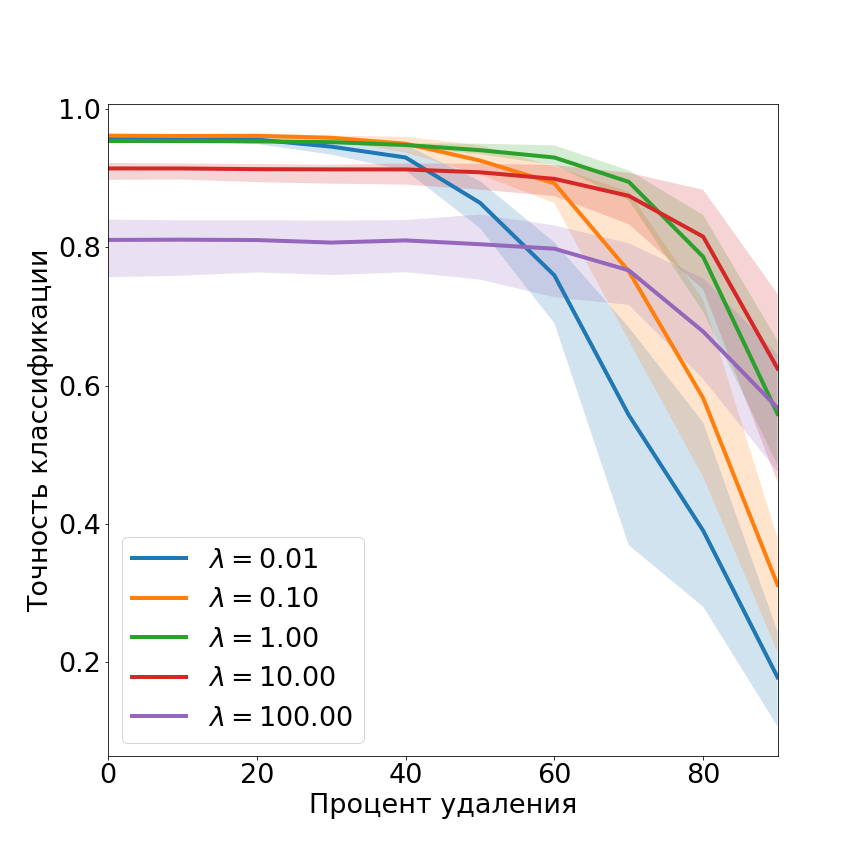 1.0
0.8
0.6
0.4
0.2
Точность классификации
λ = 0.01
λ = 0.10
λ = 1.00
λ = 10.00
λ = 100.00
0 20 40 60 80
Процент удаления